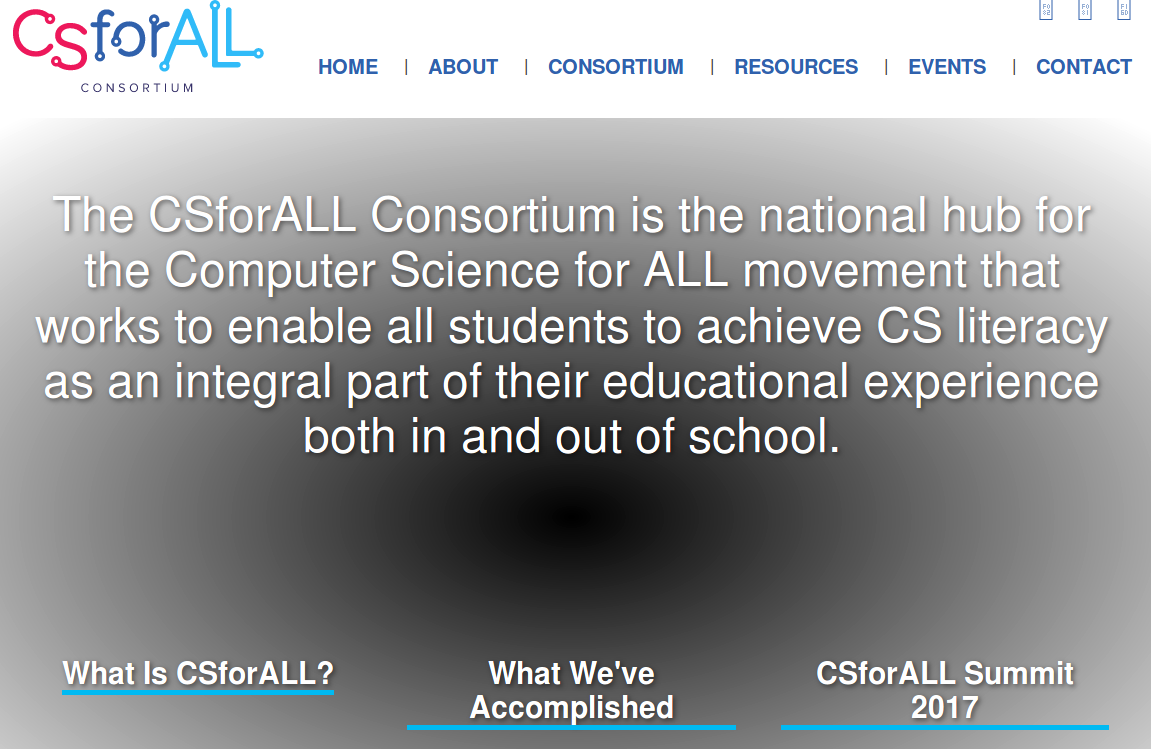 CSforALL
CONSORTIUM
HOME | ABOUT | CONSORTIUM | RESOURCES | EVENTS | CONTACT
The CSforALL Consortium is the national hub for
the Computer Science for ALL movement that
works to enable all students to achieve CS literacy
as an integral part of their educational experience
both in and out of school.
What Is CSforALL?
What We've
Accomplished
CSforALL Summit
2017